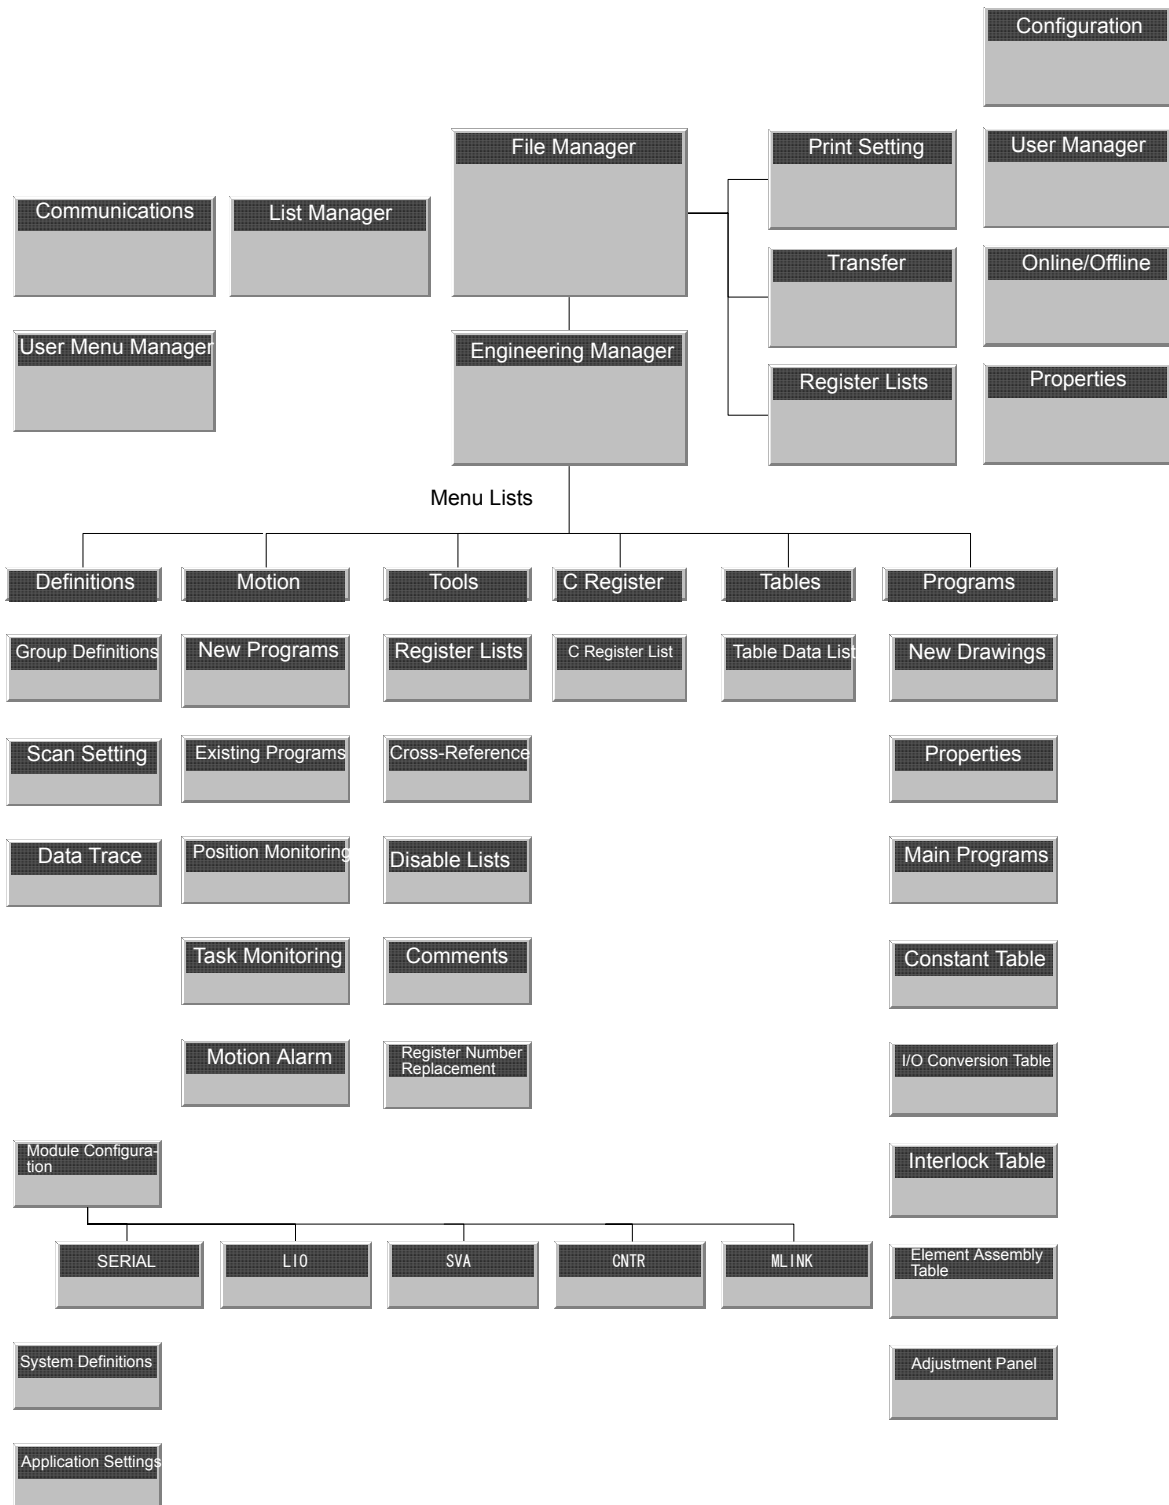 Configuration
File Manager
Print Setting
User Manager
Communications
List Manager
Transfer
Online/Offline
User Menu Manager
Engineering Manager
Register Lists
Properties
Menu Lists
Definitions
Motion
Tools
C Register
Tables
Programs
Group Definitions
New Programs
Register Lists
C Register List
Table Data List
New Drawings
Scan Setting
Existing Programs
Cross-Reference
Properties
Data Trace
Position Monitoring
Disable Lists
Main Programs
Task Monitoring
Comments
Constant Table
Motion Alarm
Register Number
Replacement
I/O Conversion Table
Module Configura-
tion
Interlock Table
SERIAL
LIO
SVA
CNTR
MLINK
Element Assembly
Table
System Definitions
Adjustment Panel
Application Settings